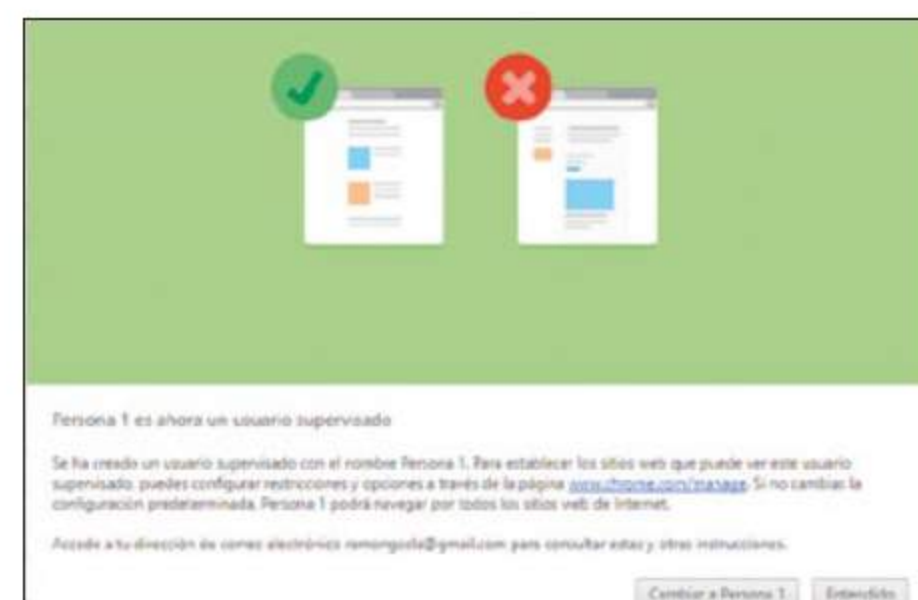 Persona 1 es ahora un usuario supervisado
Se ha creado un usuario supervisado con el nombre Persona 1. Para establecer los sitios web que puede ver este usuario
supervisado, puedes configurar restricciones y opciones a través de la página www.chrome.com/manage. Si no cambias la
configuración predeterminada, Persona 1 podrá navegar por todos los sitios web de Internet.
Accede a tu dirección de correo electrónico @gmail.com para consultar estas y otras instrucciones.
Cambiar a Persona 1 Entendido